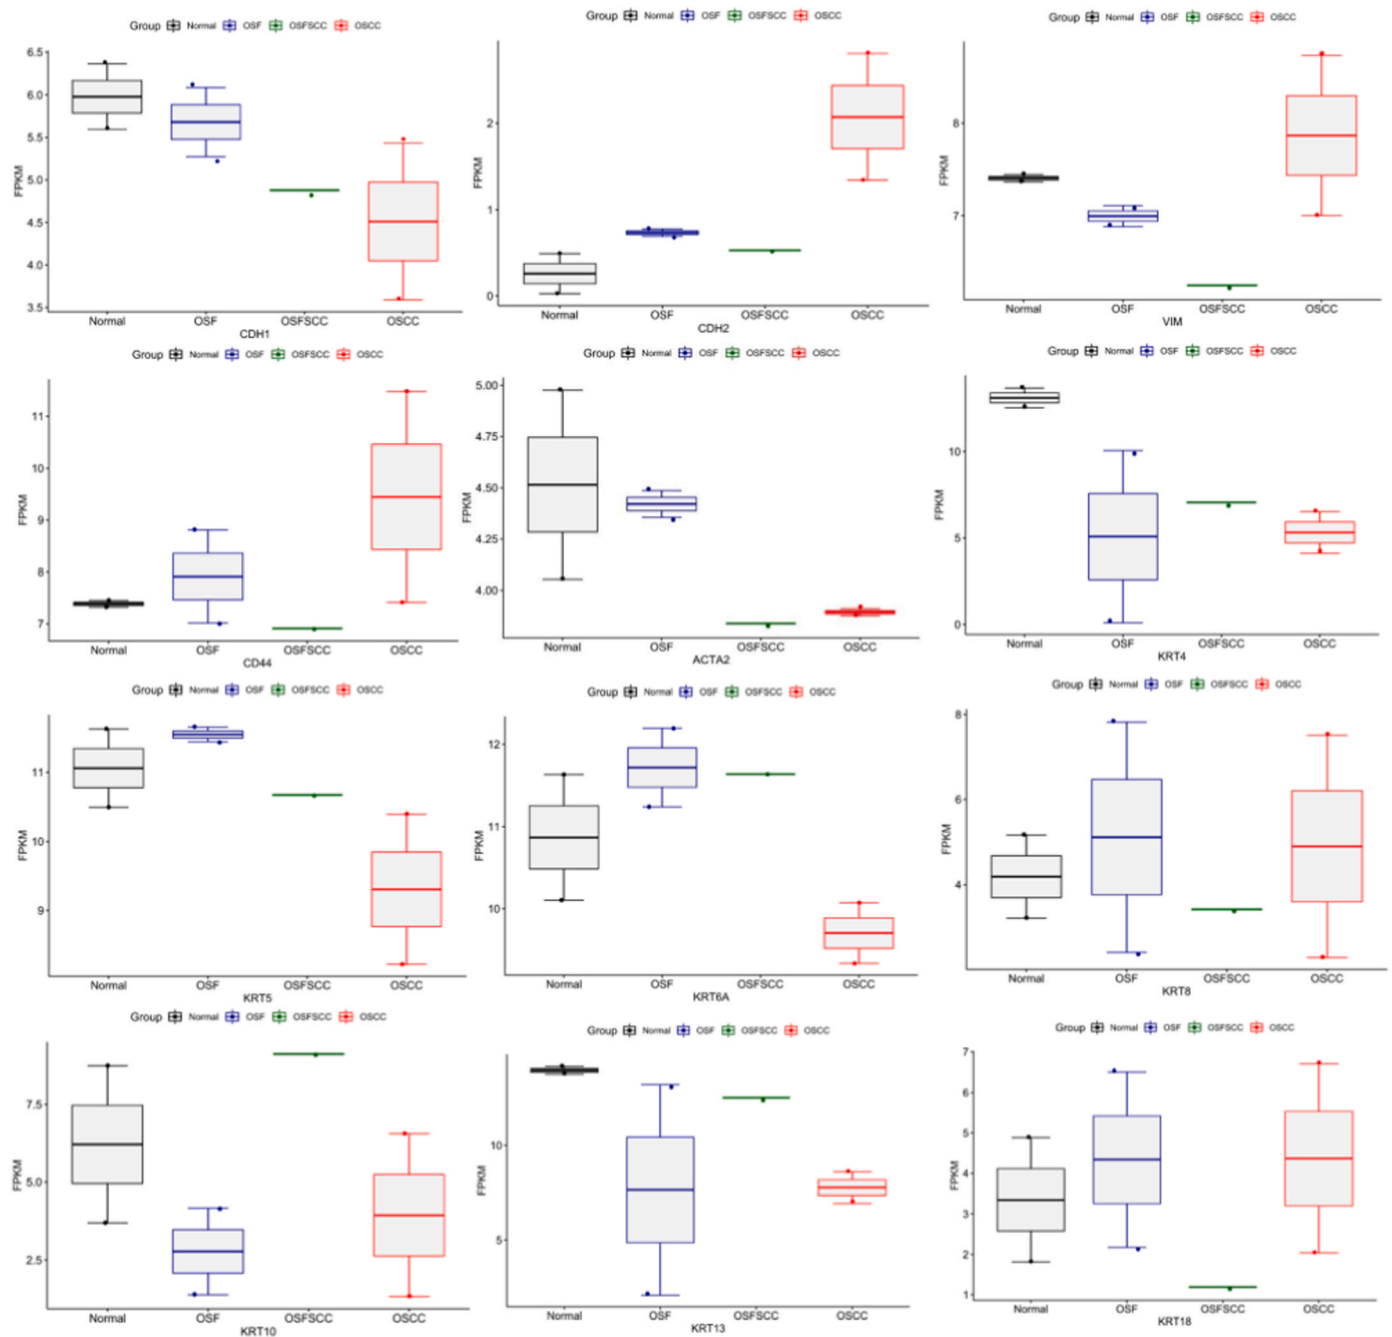 Group Normal OSF OSFSCC OSCC
6.5
6.0
5.5
5.0
4.5
4.0
3.5
FPKM
Normal OSF OSFSCC OSCC
CDH1
Group Normal OSF OSFSCC OSCC
2
1
0
FPKM
Normal OSF OSFSCC OSCC
CDH2
Group Normal OSF OSFSCC OSCC
8
7
FPKM
Normal OSF OSFSCC OSCC
VIM
Group Normal OSF OSFSCC OSCC
11
10
9
8
7
FPKM
Normal OSF OSFSCC OSCC
CD44
Group Normal OSF OSFSCC OSCC
5.00
4.75
4.50
4.25
4.00
FPKM
Normal OSF OSFSCC OSCC
ACTA2
Group Normal OSF OSFSCC OSCC
10
5
0
FPKM
Normal OSF OSFSCC OSCC
KRT4
Group Normal OSF OSFSCC OSCC
11
10
9
FPKM
Normal OSF OSFSCC OSCC
KRT5
Group Normal OSF OSFSCC OSCC
12
11
10
FPKM
Normal OSF OSFSCC OSCC
KRT6A
Group Normal OSF OSFSCC OSCC
8
6
4
FPKM
Normal OSF OSFSCC OSCC
KRT8
Group Normal OSF OSFSCC OSCC
7.5
5.0
2.5
FPKM
Normal OSF OSFSCC OSCC
KRT10
Group Normal OSF OSFSCC OSCC
10
5
FPKM
Normal OSF OSFSCC OSCC
KRT13
Group Normal OSF OSFSCC OSCC
7
6
5
4
3
2
1
FPKM
Normal OSF OSFSCC OSCC
KRT18